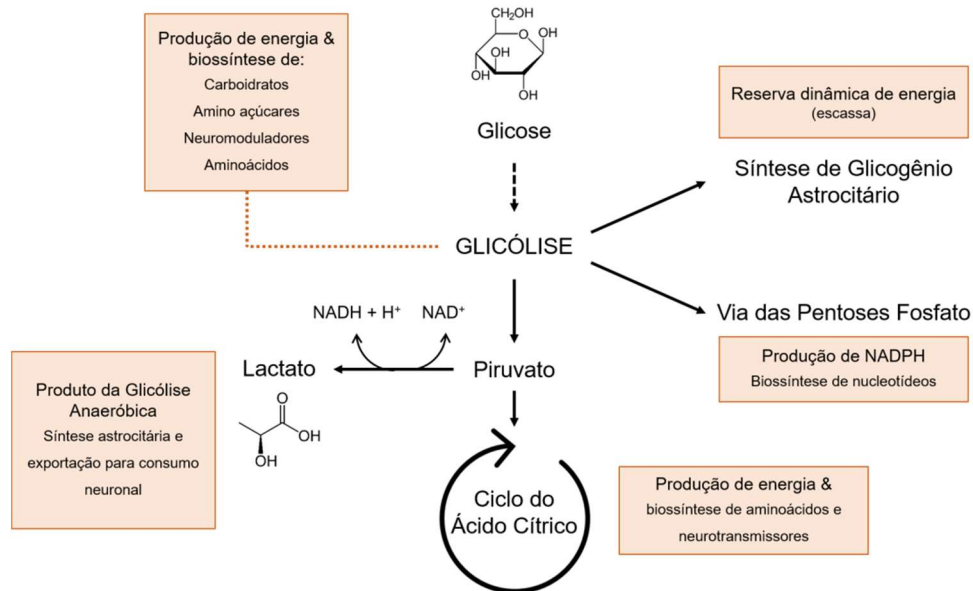 Produção de energia &
biossíntese de:
Carboidratos
Amino açúcares
Neuromoduladores
Aminoácidos
CH₂OH
O
OH
OH
OH
OH
Glicose
Reserva dinâmica de energia
(escassa)
Síntese de Glicogênio
Astrocitário
GLICÓLISE
Via das Pentoses Fosfato
Produção de NADPH
Biossíntese de nucleotídeos
NADH + H⁺
NAD⁺
Lactato
Piruvato
O
OH
OH
Produto da Glicólise
Anaeróbica
Síntese astrocitária e
exportação para consumo
neuronal
Ciclo do
Ácido Cítrico
Produção de energia &
biossíntese de aminoácidos e
neurotransmissores